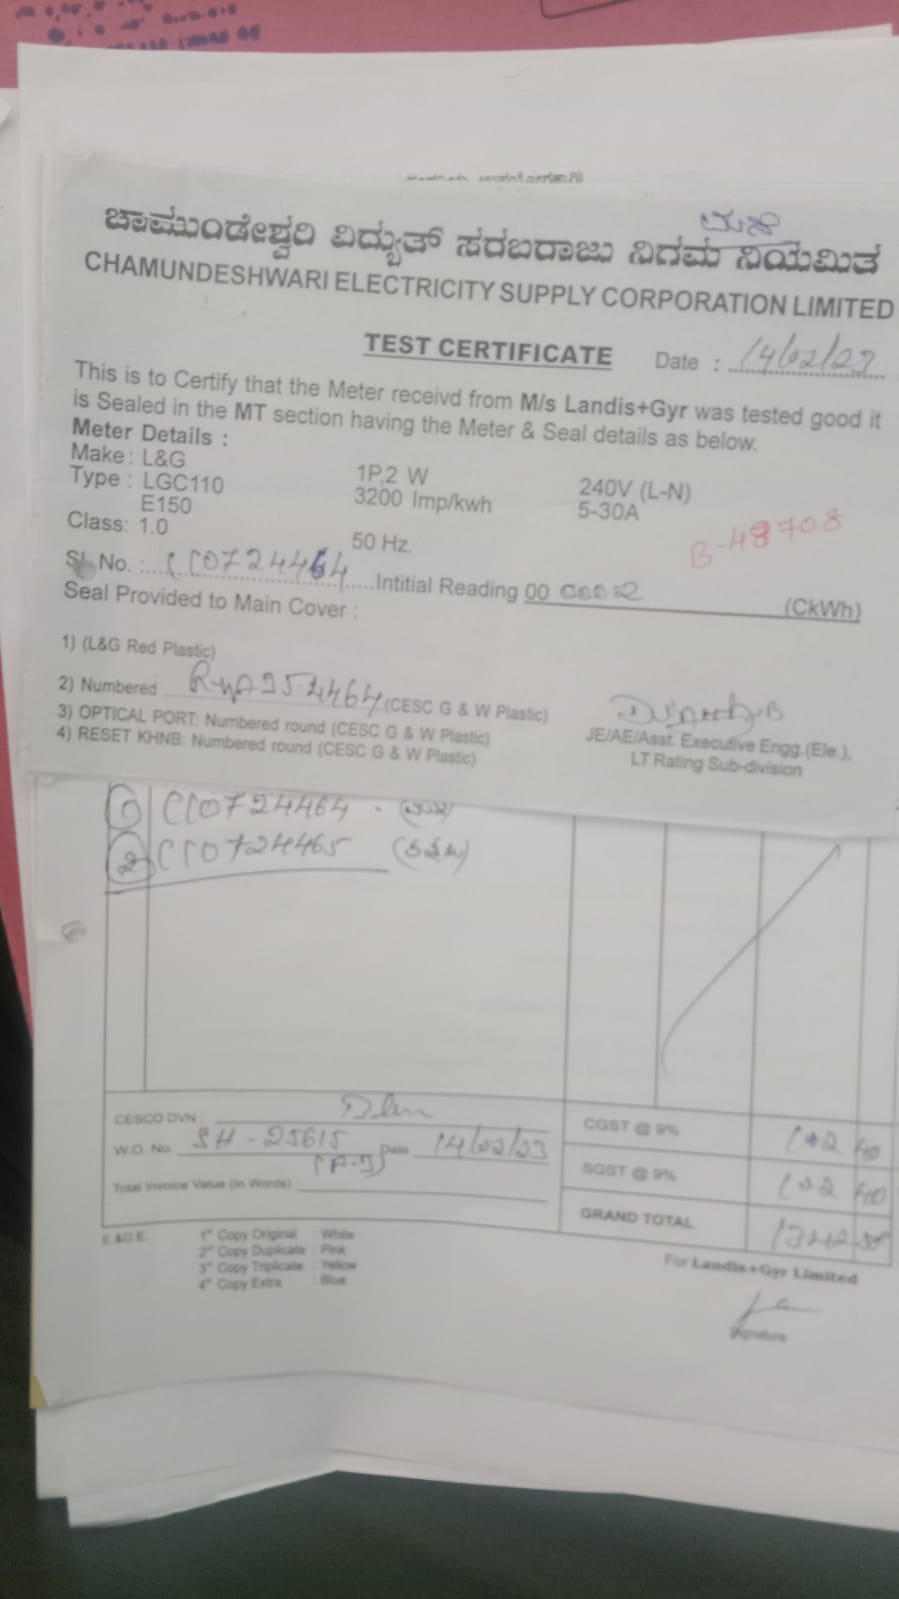 ಮನೆ
ಚಾಮುಂಡೇಶ್ವರಿ ವಿದ್ಯುತ್ ಸರಬರಾಜು ನಿಗಮ ನಿಯಮಿತ
CHAMUNDESHWARI ELECTRICITY SUPPLY CORPORATION LIMITED
TEST CERTIFICATE Date : 14/02/23
This is to Certify that the Meter receivd from M/s Landis+Gyr was tested good it
is Sealed in the MT section having the Meter & Seal details as below.
Meter Details :
Make : L&G 1P,2 W 240V (L-N)
Type : LGC110 3200 Imp/kwh 5-30A
E150
Class: 1.0 50 Hz.
B-48708
Sl. No. : CC0724464 Intitial Reading 00 00002 (CkWh)
Seal Provided to Main Cover :
1) (L&G Red Plastic)
2) Numbered 954464 (CESC G & W Plastic)
3) OPTICAL PORT: Numbered round (CESC G & W Plastic)
4) RESET KHNB: Numbered round (CESC G & W Plastic)
JE/AE/Asst. Executive Engg.(Ele.),
LT Rating Sub-division
1 CC0724464
2 CC0724465
CESCO DVN : CGST @ 9%
W.O. No. SH-25615 Date 14/02/23 SGST @ 9%
Total Invoice Value (In Words) : GRAND TOTAL
E.&O.E. 1st Copy Original : White
2nd Copy Duplicate : Pink
3rd Copy Triplicate : Yellow
4th Copy Extra : Blue
For Landis+Gyr Limited
Signature